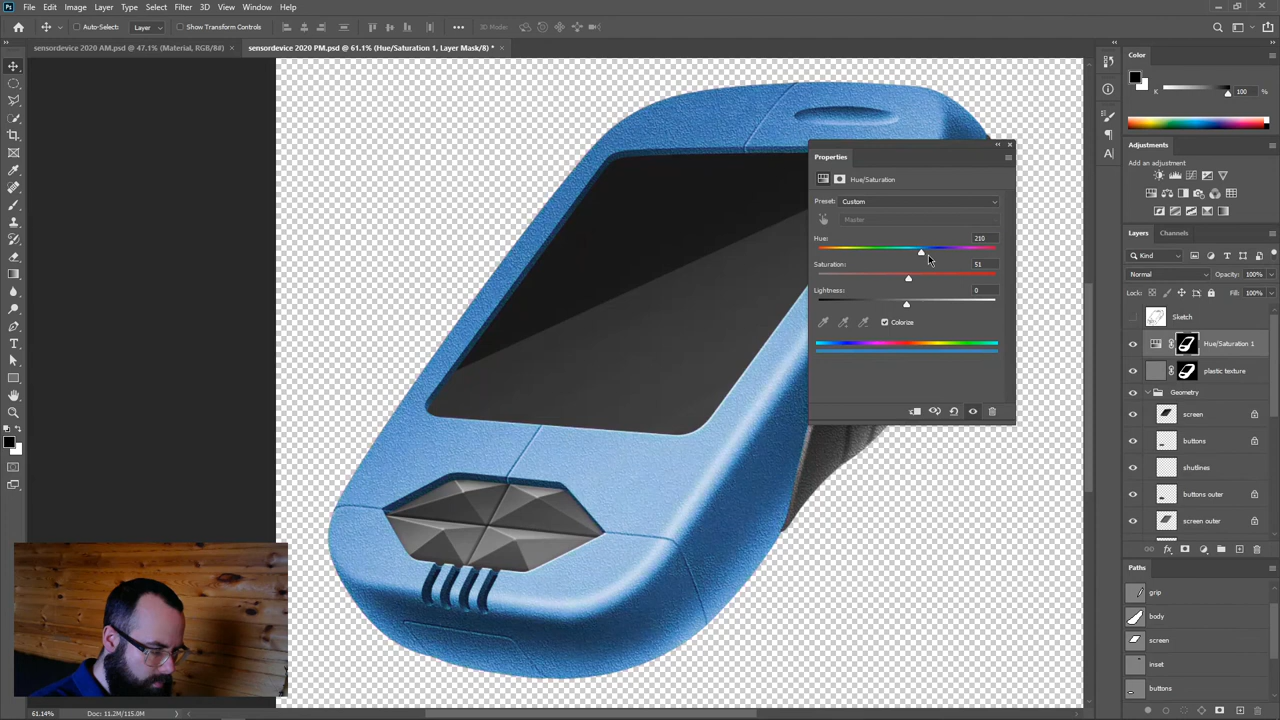 Ps File Edit Image Layer Type Select Filter 3D View Window Help
Auto-Select: Layer Show Transform Controls 3D Mode:
sensordevice 2020 AM.psd @ 47.1% (Material, RGB/8#) × sensordevice 2020 PM.psd @ 61.1% (Hue/Saturation 1, Layer Mask/8) * ×
Color
K 100 %
Properties
Hue/Saturation
Preset: Custom
Master
Hue: 210
Saturation: 51
Lightness: 0
Colorize
Adjustments
Add an adjustment
Layers Channels
Kind
Normal Opacity: 100%
Lock: Fill: 100%
Sketch
Hue/Saturation 1
plastic texture
Geometry
screen
buttons
shutlines
buttons outer
screen outer
fx
Paths
grip
body
screen
inset
buttons
61.14% Doc: 11.2M/115.0M